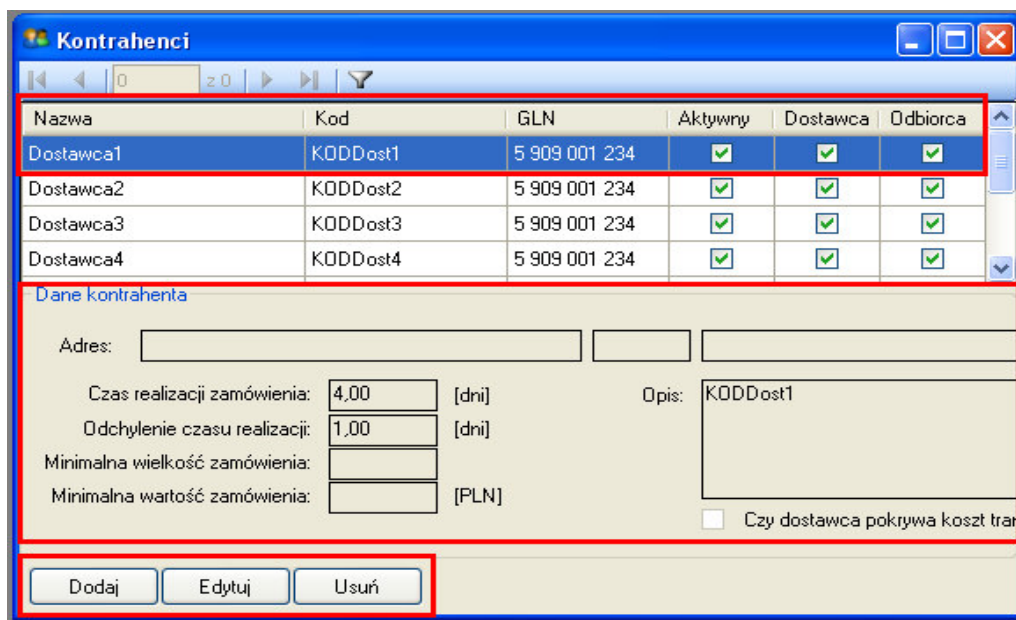 Kontrahenci
0 z 0
Nazwa Kod GLN Aktywny Dostawca Odbiorca
Dostawca1 KODDost1 5 909 001 234
Dostawca2 KODDost2 5 909 001 234
Dostawca3 KODDost3 5 909 001 234
Dostawca4 KODDost4 5 909 001 234
Dane kontrahenta
Adres:
Czas realizacji zamówienia: 4,00 [dni] Opis: KODDost1
Odchylenie czasu realizacji: 1,00 [dni]
Minimalna wielkość zamówienia:
Minimalna wartość zamówienia: [PLN]
Czy dostawca pokrywa koszt tran
Dodaj Edytuj Usuń